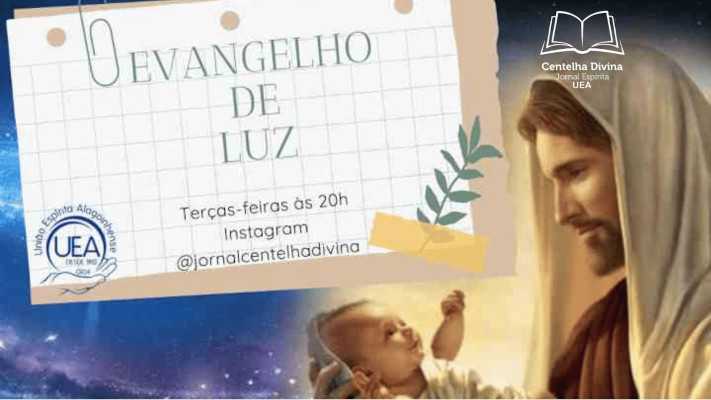 EVANGELHO
DE
LUZ
Terças-feiras às 20h
Instagram
@jornalcentelhadivina
União Espírita Alagoinhense
UEA
DESDE
Centelha Divina
Jornal Espírita
UEA